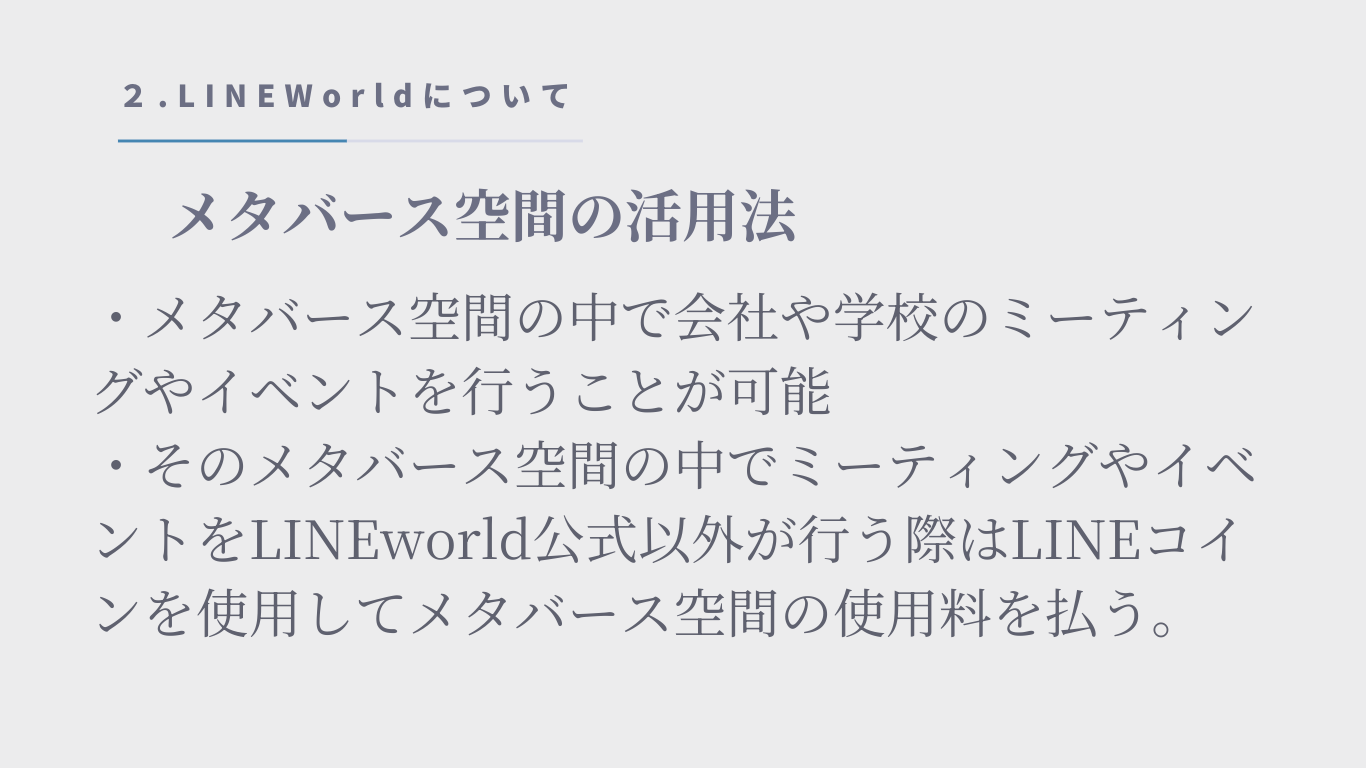 2.LINEWorldについて
メタバース空間の活用法
・メタバース空間の中で会社や学校のミーティン
グやイベントを行うことが可能
・そのメタバース空間の中でミーティングやイベ
ントをLINEworld公式以外が行う際はLINEコイ
ンを使用してメタバース空間の使用料を払う。